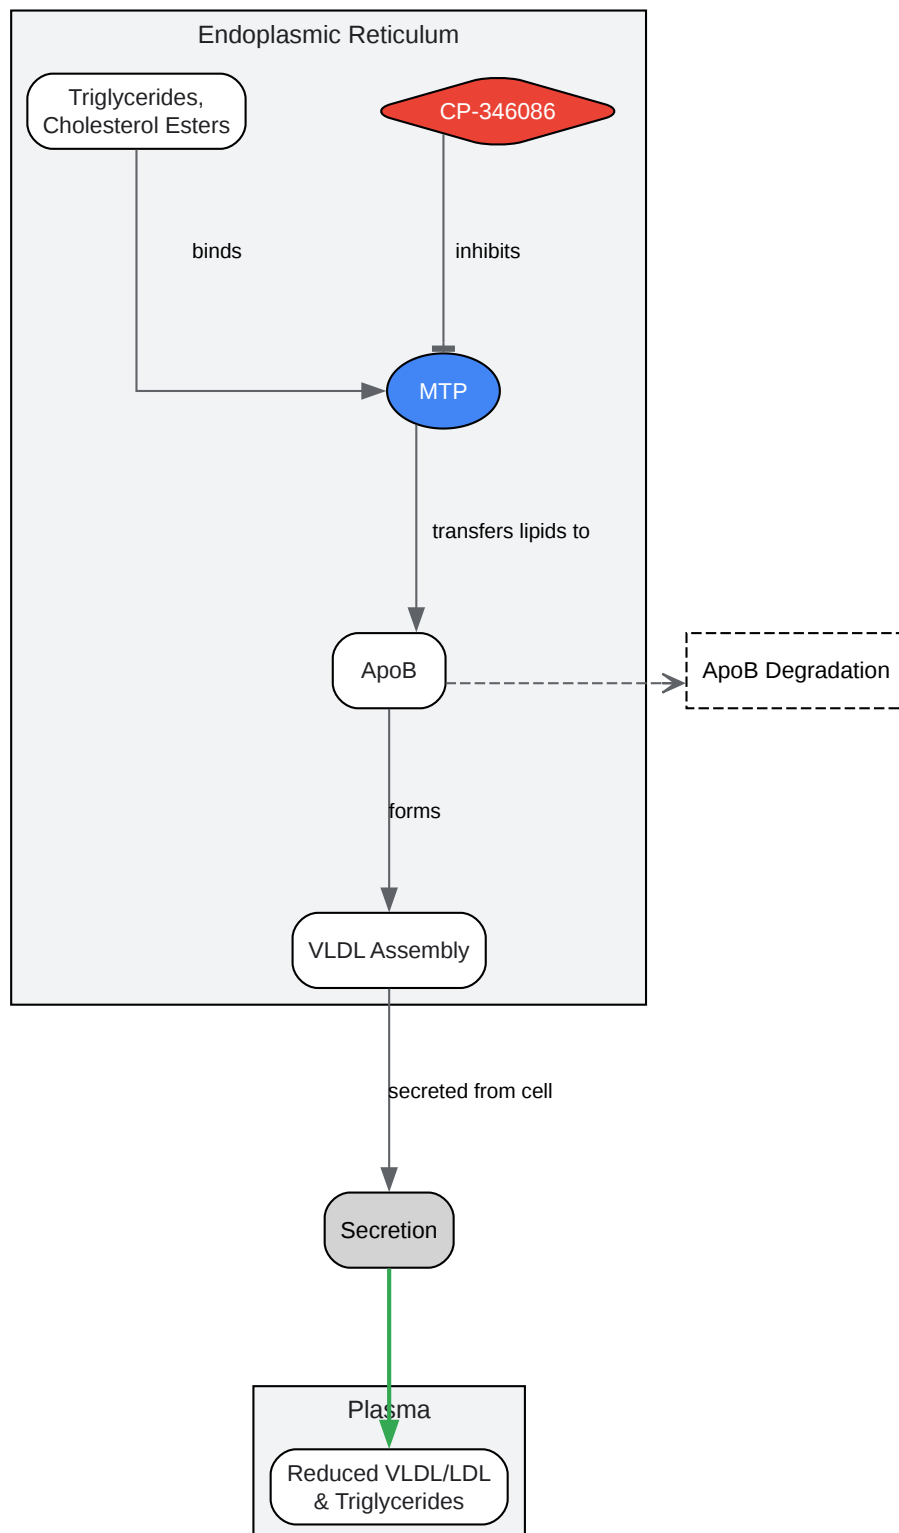 Endoplasmic Reticulum
Triglycerides,
Cholesterol Esters
CP-346086
binds
inhibits
MTP
transfers lipids to
ApoB
ApoB Degradation
forms
VLDL Assembly
secreted from cell
Secretion
Plasma
Reduced VLDL/LDL
& Triglycerides